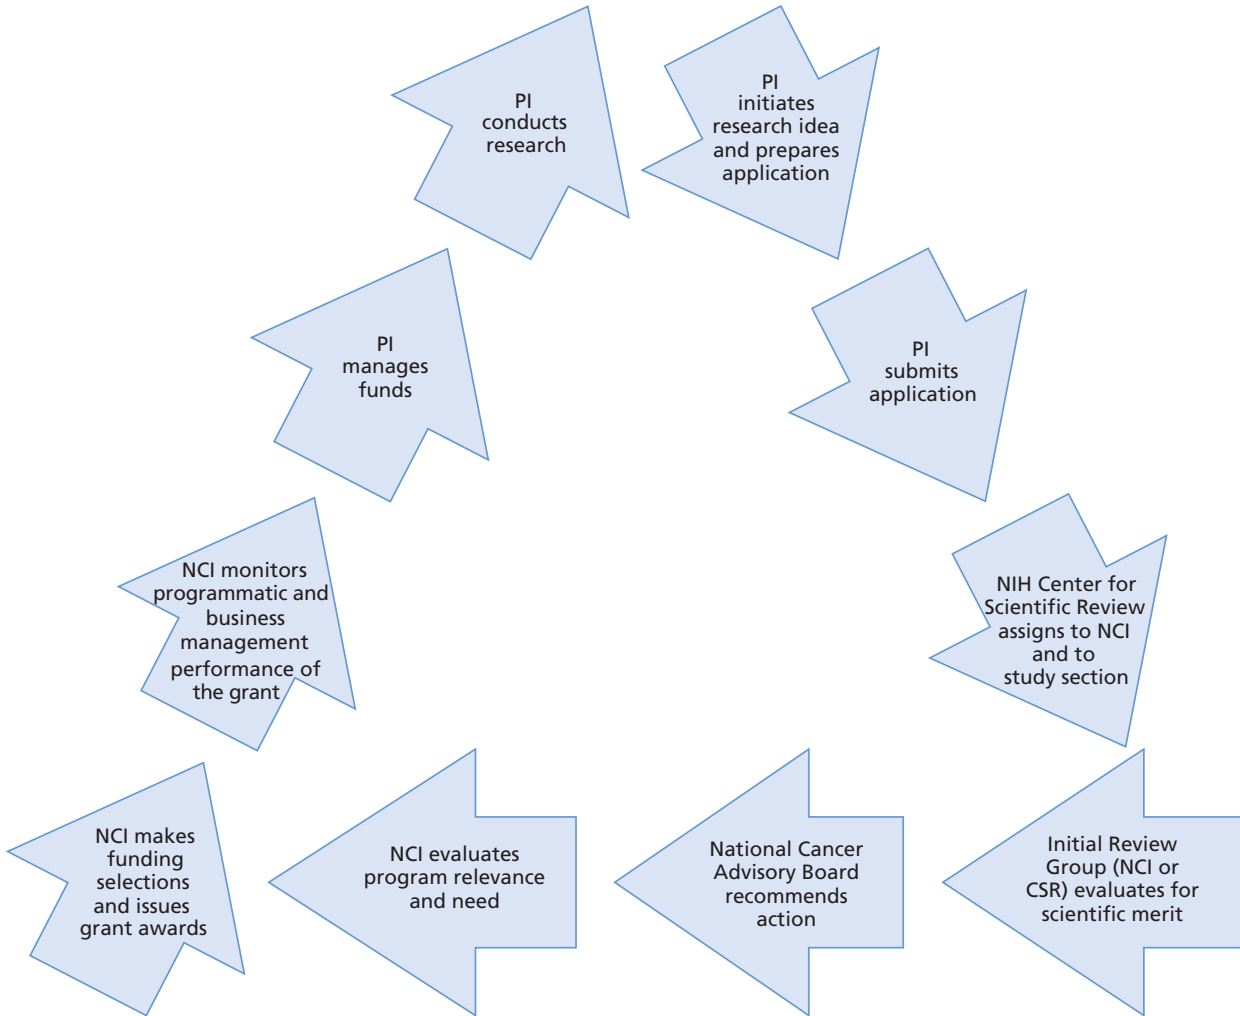 PI
conducts
research
PI
initiates
research idea
and prepares
application
PI
submits
application
NIH Center for
Scientific Review
assigns to NCI
and to
study section
Initial Review
Group (NCI or
CSR) evaluates for
scientific merit
National Cancer
Advisory Board
recommends
action
NCI evaluates
program relevance
and need
NCI makes
funding
selections
and issues
grant awards
NCI monitors
programmatic and
business
management
performance of
the grant
PI
manages
funds